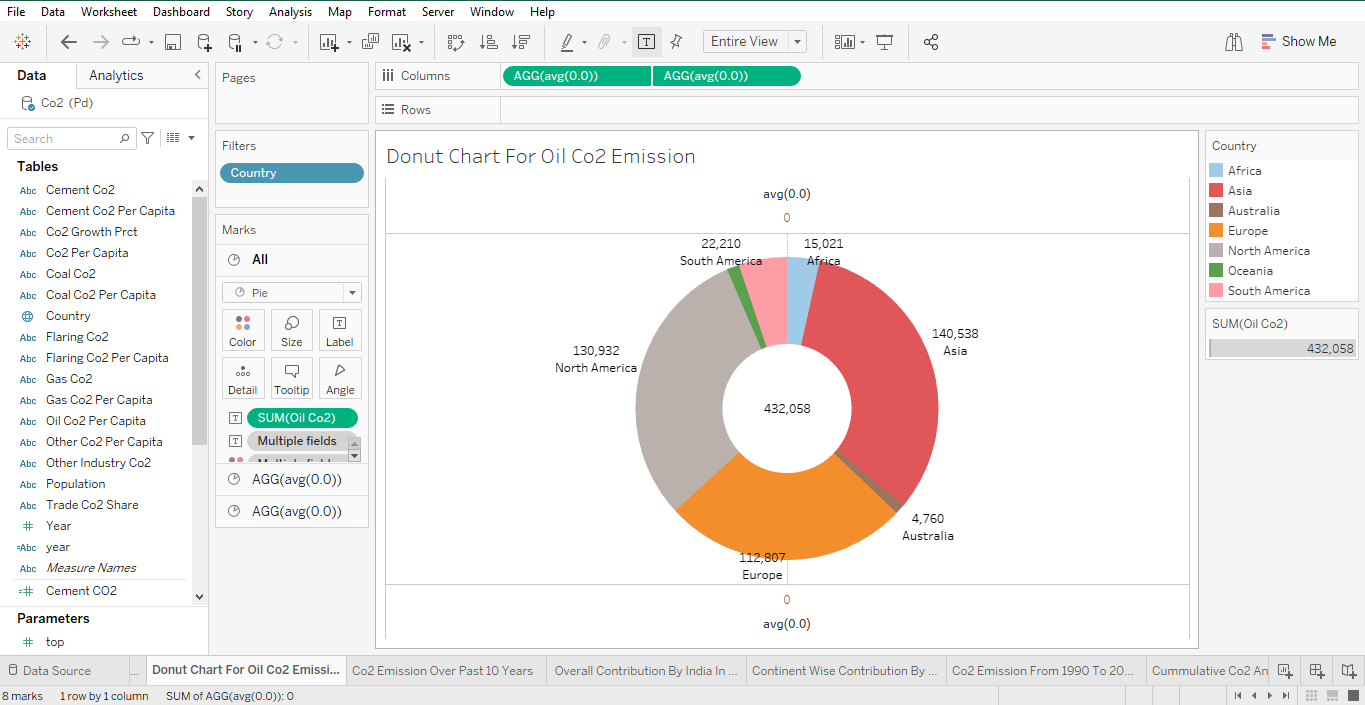 File Data Worksheet Dashboard Story Analysis Map Format Server Window Help
Entire View
Show Me
Data Analytics
Co2 (Pd)
Search
Tables
Abc Cement Co2
Abc Cement Co2 Per Capita
Abc Co2 Growth Prct
Abc Co2 Per Capita
Abc Coal Co2
Abc Coal Co2 Per Capita
Country
Abc Flaring Co2
Abc Flaring Co2 Per Capita
Abc Gas Co2
Abc Gas Co2 Per Capita
Abc Oil Co2 Per Capita
Abc Other Co2 Per Capita
Abc Other Industry Co2
Abc Population
Abc Trade Co2 Share
# Year
=Abc year
Abc Measure Names
=# Cement CO2
Parameters
# top
Pages
Filters
Country
Marks
All
Pie
Color Size Label
Detail Tooltip Angle
SUM(Oil Co2)
Multiple fields
AGG(avg(0.0))
AGG(avg(0.0))
Columns AGG(avg(0.0)) AGG(avg(0.0))
Rows
Donut Chart For Oil Co2 Emission
avg(0.0)
0
22,210
South America
15,021
Africa
140,538
Asia
130,932
North America
432,058
4,760
Australia
112,807
Europe
0
avg(0.0)
Country
Africa
Asia
Australia
Europe
North America
Oceania
South America
SUM(Oil Co2)
432,058
Data Source ... Donut Chart For Oil Co2 Emissi... Co2 Emission Over Past 10 Years Overall Contribution By India In ... Continent Wise Contribution By ... Co2 Emission From 1990 To 20... Cummulative Co2 An
8 marks 1 row by 1 column SUM of AGG(avg(0.0)): 0